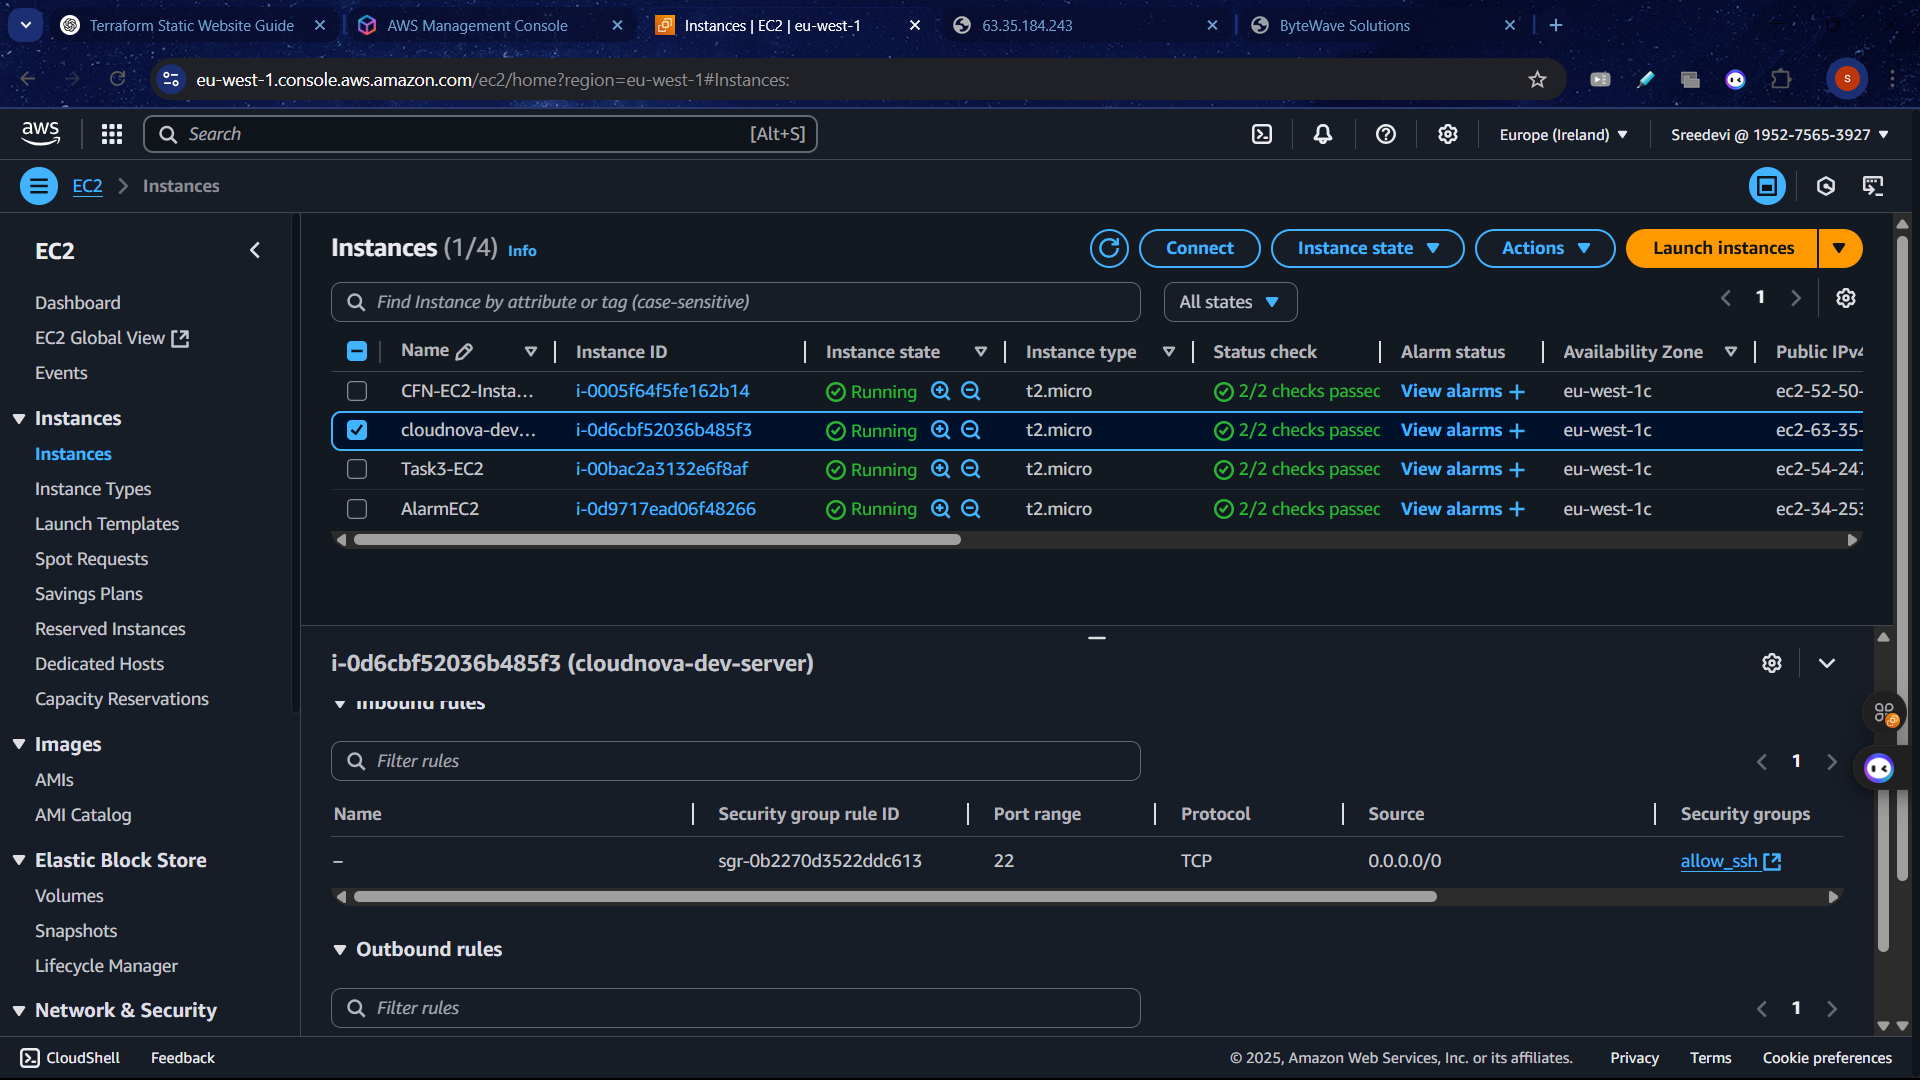 Terraform Static Website Guide
AWS Management Console
Instances | EC2 | eu-west-1
63.35.184.243
ByteWave Solutions
eu-west-1.console.aws.amazon.com/ec2/home?region=eu-west-1#Instances:
S
aws
Search
[Alt+S]
Europe (Ireland)
Sreedevi @ 1952-7565-3927
EC2
Instances
EC2
Dashboard
EC2 Global View
Events
Instances
Instances
Instance Types
Launch Templates
Spot Requests
Savings Plans
Reserved Instances
Dedicated Hosts
Capacity Reservations
Images
AMIs
AMI Catalog
Elastic Block Store
Volumes
Snapshots
Lifecycle Manager
Network & Security
Instances (1/4) Info
Connect
Instance state
Actions
Launch instances
Find Instance by attribute or tag (case-sensitive)
All states
1
Name Instance ID Instance state Instance type Status check Alarm status Availability Zone Public IPv4
CFN-EC2-Insta... i-0005f64f5fe162b14 Running t2.micro 2/2 checks passed View alarms + eu-west-1c ec2-52-50-
cloudnova-dev... i-0d6cbf52036b485f3 Running t2.micro 2/2 checks passed View alarms + eu-west-1c ec2-63-35-
Task3-EC2 i-00bac2a3132e6f8af Running t2.micro 2/2 checks passed View alarms + eu-west-1c ec2-54-247
AlarmEC2 i-0d9717ead06f48266 Running t2.micro 2/2 checks passed View alarms + eu-west-1c ec2-34-253
i-0d6cbf52036b485f3 (cloudnova-dev-server)
Inbound rules
Filter rules
1
Name Security group rule ID Port range Protocol Source Security groups
– sgr-0b2270d3522ddc613 22 TCP 0.0.0.0/0 allow_ssh
Outbound rules
Filter rules
1
CloudShell
Feedback
© 2025, Amazon Web Services, Inc. or its affiliates.
Privacy
Terms
Cookie preferences